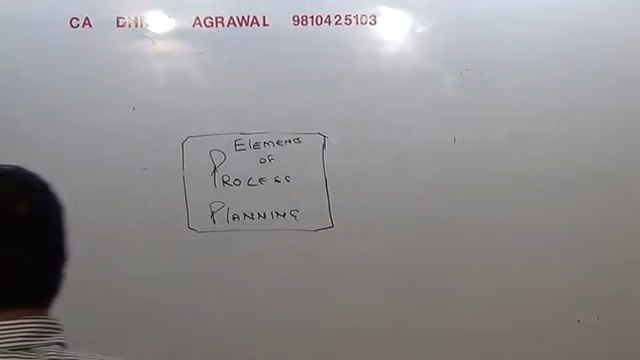 CA AGRAWAL 9810425103
ELEMENTS
OF
PROCESS
PLANNING